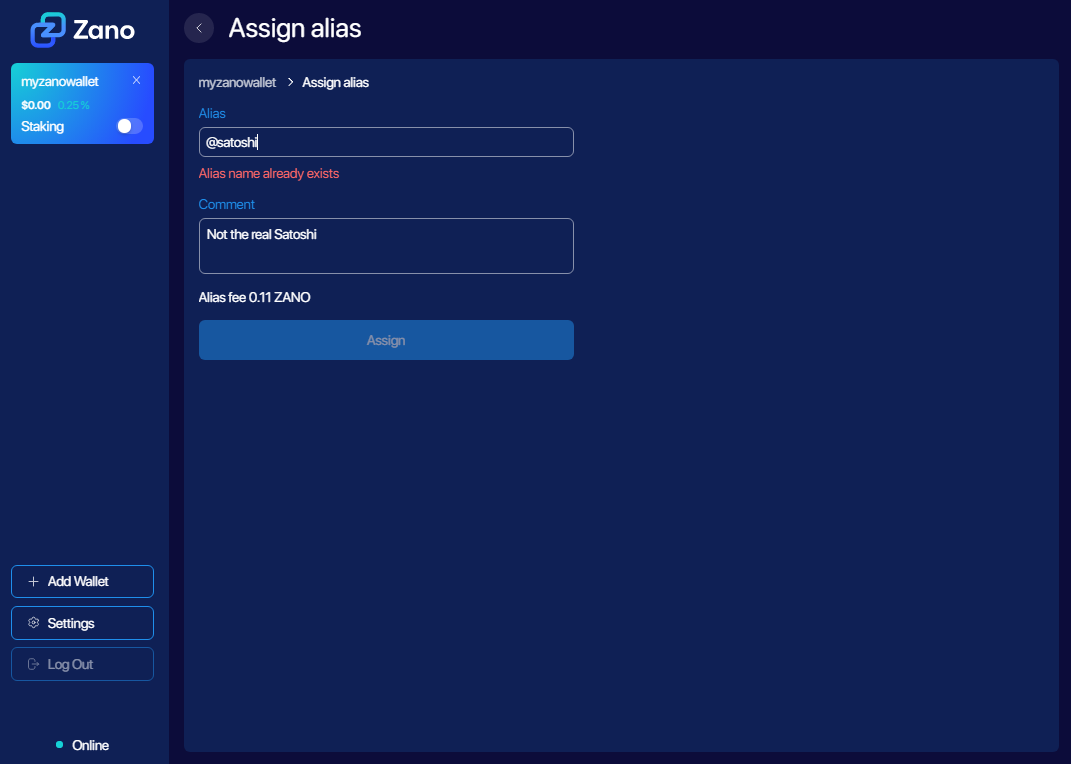 Zano
myzanowallet
$0.00 0.25%
Staking
Add Wallet
Settings
Log Out
Online
Assign alias
myzanowallet > Assign alias
Alias
@satoshi
Alias name already exists
Comment
Not the real Satoshi
Alias fee 0.11 ZANO
Assign